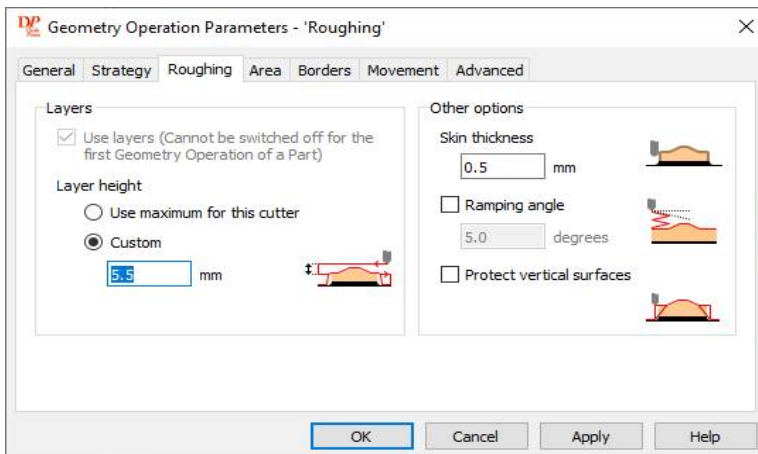 DP Geometry Operation Parameters - 'Roughing'
General Strategy Roughing Area Borders Movement Advanced
Layers
Use layers (Cannot be switched off for the
first Geometry Operation of a Part)
Layer height
Use maximum for this cutter
Custom
5.5 mm
Other options
Skin thickness
0.5 mm
Ramping angle
5.0 degrees
Protect vertical surfaces
OK Cancel Apply Help